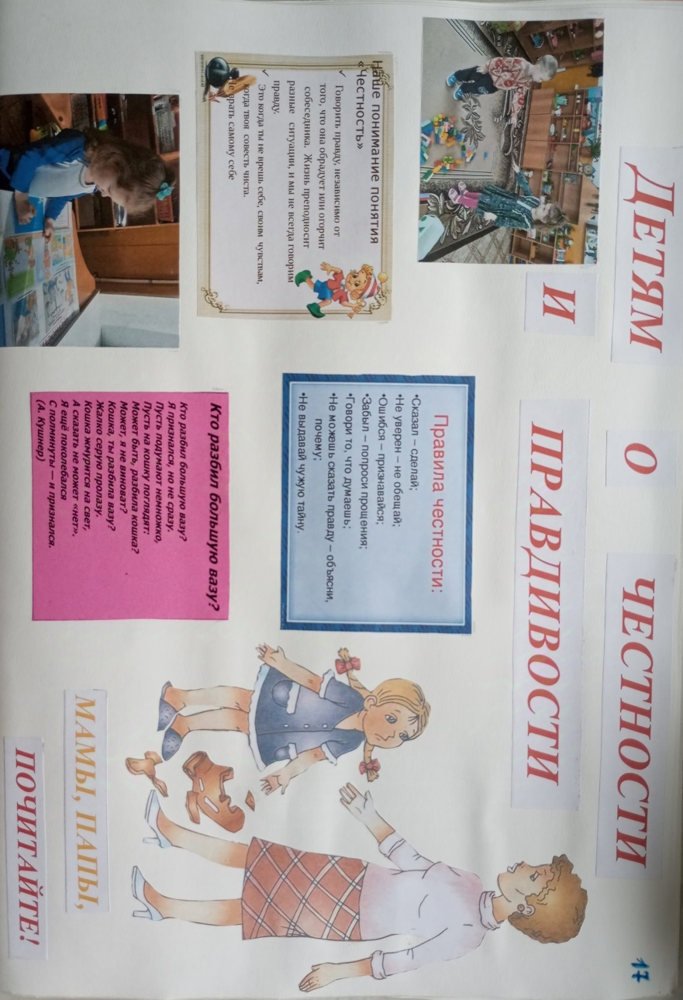 17
ДЕТЯМ О ЧЕСТНОСТИ
И ПРАВДИВОСТИ
Наше понимание понятия
«Честность»
✓ Говорить правду, независимо от
того, что она обрадует или огорчит
собеседника. Жизнь преподносит
разные ситуации, и мы не всегда говорим
правду.
✓ Это когда ты не врешь себе, своим чувствам,
когда твоя совесть чиста.
Не врать самому себе
Правила честности:
•Сказал – сделай;
•Не уверен – не обещай;
•Ошибся – признавайся;
•Забыл – попроси прощения;
•Говори то, что думаешь;
•Не можешь сказать правду – объясни,
почему;
•Не выдавай чужую тайну.
Кто разбил большую вазу?
Кто разбил большую вазу?
Я признался, но не сразу.
Пусть подумают немножко,
Пусть на кошку поглядят:
Может быть, разбила кошка?
Может, я не виноват?
Кошка, ты разбила вазу?
Жалко серую пролазу.
Кошка жмурится на свет,
А сказать не может «нет».
Я ещё поколебался
С полминуты — и признался.
(А. Кушнер)
МАМЫ, ПАПЫ,
ПОЧИТАЙТЕ!